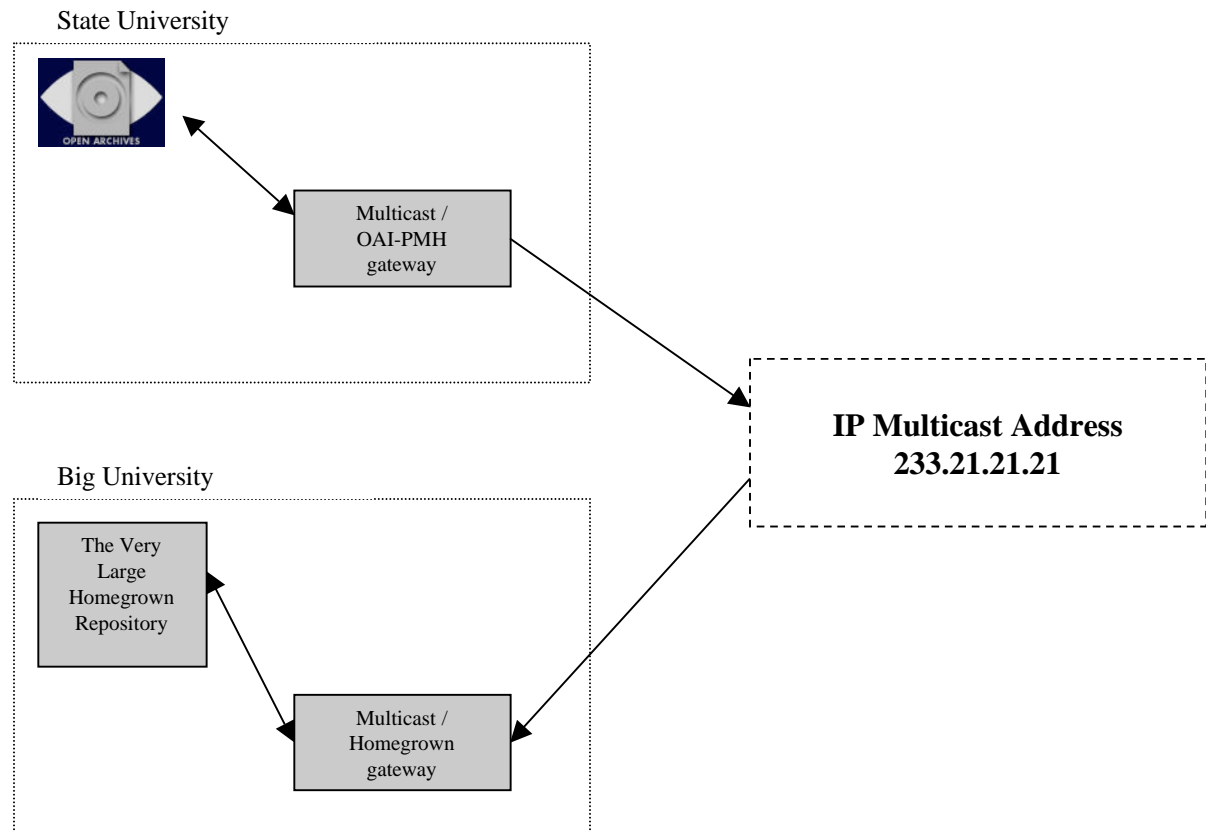 State University
OPEN ARCHIVES
Multicast /
OAI-PMH
gateway
IP Multicast Address
233.21.21.21
Big University
The Very
Large
Homegrown
Repository
Multicast /
Homegrown
gateway